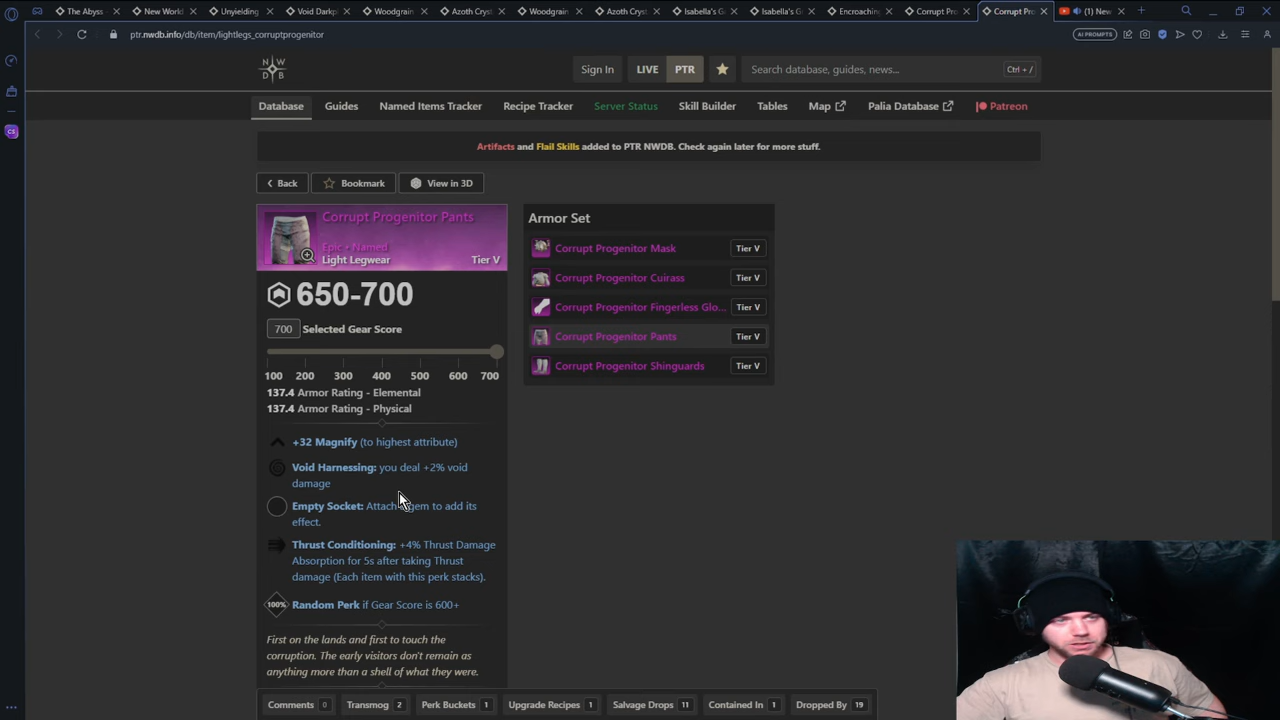 The Abyss
New World
Unyielding
Void Darkp
Woodgrain
Azoth Cryst
Woodgrain
Azoth Cryst
Isabella's G
Isabella's G
Encroaching
Corrupt Pro
Corrupt Pro
(1) New
ptr.nwdb.info/db/item/lightlegs_corruptprogenitor
AI PROMPTS
N W
D B
Sign In
LIVE
PTR
Search database, guides, news...
Ctrl + /
Database
Guides
Named Items Tracker
Recipe Tracker
Server Status
Skill Builder
Tables
Map
Palia Database
Patreon
CS
Artifacts and Flail Skills added to PTR NWDB. Check again later for more stuff.
Back
Bookmark
View in 3D
Corrupt Progenitor Pants
Epic • Named
Light Legwear
Tier V
650-700
700 Selected Gear Score
100 200 300 400 500 600 700
137.4 Armor Rating - Elemental
137.4 Armor Rating - Physical
+32 Magnify (to highest attribute)
Void Harnessing: you deal +2% void
damage
Empty Socket: Attach gem to add its
effect.
Thrust Conditioning: +4% Thrust Damage
Absorption for 5s after taking Thrust
damage (Each item with this perk stacks).
100% Random Perk if Gear Score is 600+
First on the lands and first to touch the
corruption. The early visitors don't remain as
anything more than a shell of what they were.
Armor Set
Corrupt Progenitor Mask Tier V
Corrupt Progenitor Cuirass Tier V
Corrupt Progenitor Fingerless Glo... Tier V
Corrupt Progenitor Pants Tier V
Corrupt Progenitor Shinguards Tier V
Comments 0
Transmog 2
Perk Buckets 1
Upgrade Recipes 1
Salvage Drops 11
Contained In 1
Dropped By 19